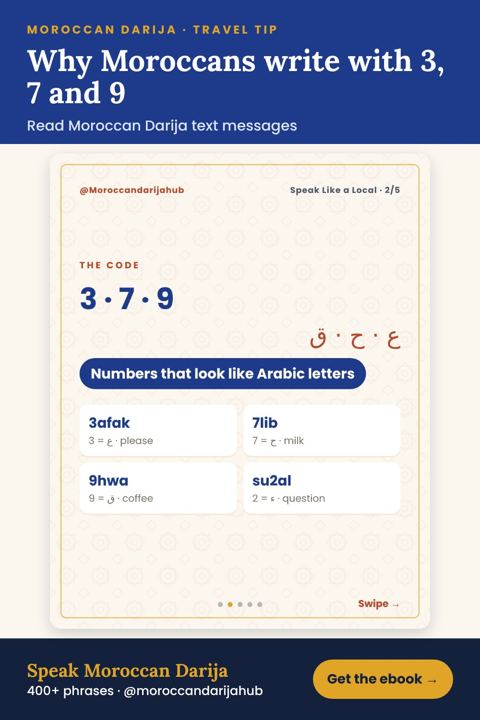 MOROCCAN DARIJA · TRAVEL TIP
Why Moroccans write with 3,
7 and 9
Read Moroccan Darija text messages
@Moroccandarijahub
Speak Like a Local · 2/5
THE CODE
3 · 7 · 9
ع · ح · ق
Numbers that look like Arabic letters
3afak
3 = ع · please
7lib
7 = ح · milk
9hwa
9 = ق · coffee
su2al
2 = ء · question
Swipe →
Speak Moroccan Darija
400+ phrases · @moroccandarijahub
Get the ebook →